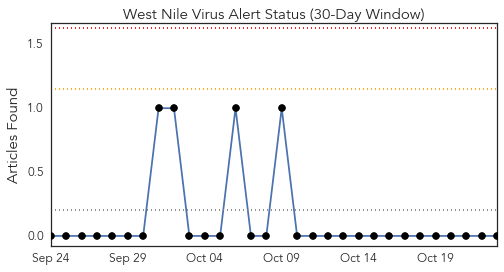 West Nile Virus Alert Status (30-Day Window)
Articles Found
1.5
1.0
0.5
0.0
Sep 24 Sep 29 Oct 04 Oct 09 Oct 14 Oct 19